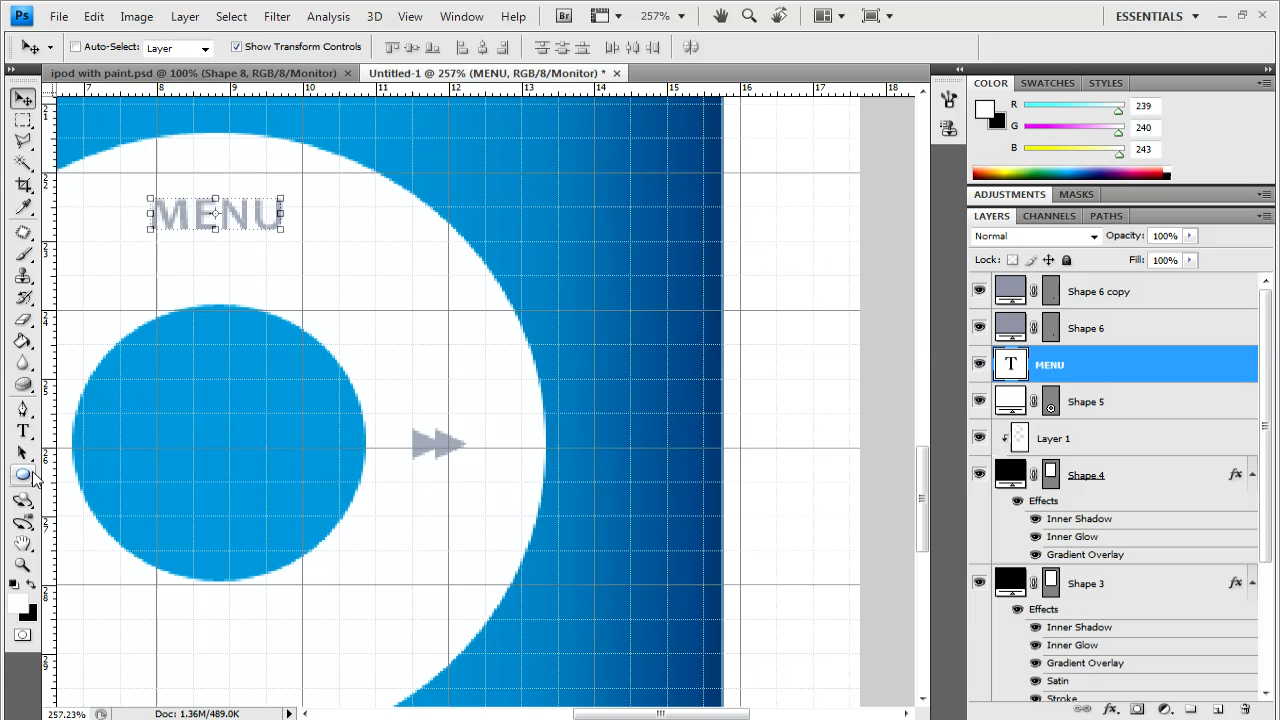 Ps File Edit Image Layer Select Filter Analysis 3D View Window Help Br 257% ESSENTIALS
Auto-Select: Layer Show Transform Controls
ipod with paint.psd @ 100% (Shape 8, RGB/8/Monitor) × Untitled-1 @ 257% (MENU, RGB/8/Monitor) * ×
7 8 9 10 11 12 13 14 15 16 17 18
MENU
257.23% Doc: 1.36M/489.0K
COLOR SWATCHES STYLES
R 239
G 240
B 243
ADJUSTMENTS MASKS
LAYERS CHANNELS PATHS
Normal Opacity: 100%
Lock: Fill: 100%
Shape 6 copy
Shape 6
T MENU
Shape 5
Layer 1
Shape 4 fx
Effects
Inner Shadow
Inner Glow
Gradient Overlay
Shape 3 fx
Effects
Inner Shadow
Inner Glow
Gradient Overlay
Satin
Stroke